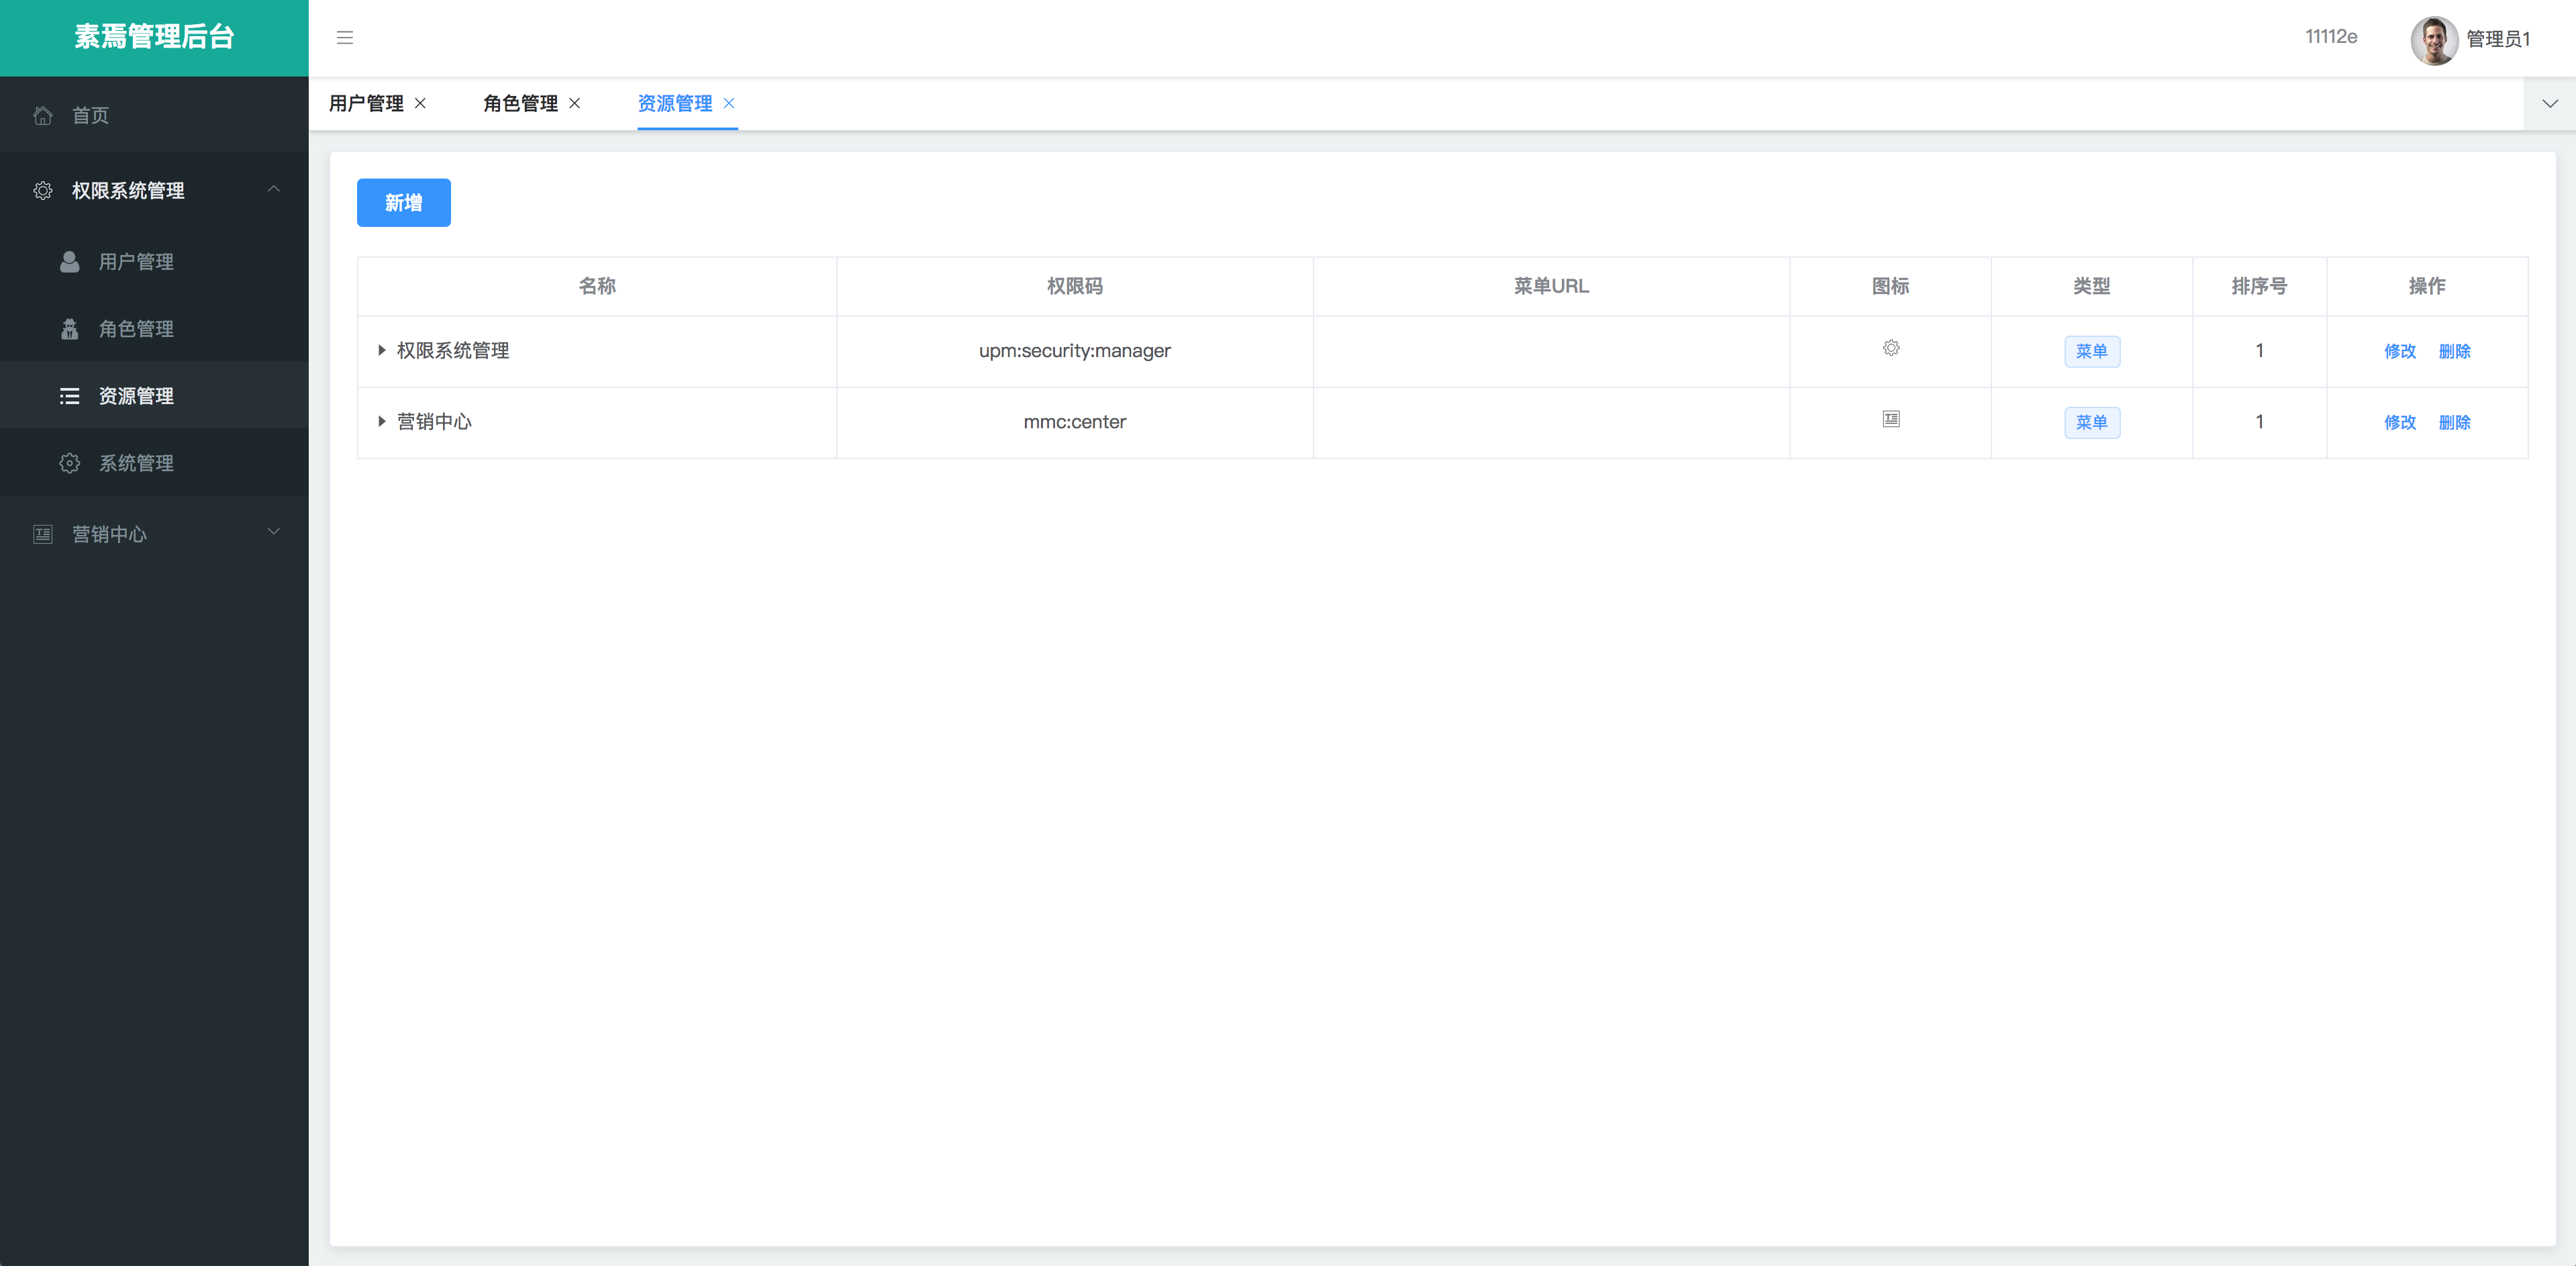 素焉管理后台
11112e
管理员1
首页
权限系统管理
用户管理
角色管理
资源管理
系统管理
营销中心
用户管理 角色管理 资源管理
新增
名称 权限码 菜单URL 图标 类型 排序号 操作
权限系统管理 upm:security:manager 菜单 1 修改 删除
营销中心 mmc:center 菜单 1 修改 删除